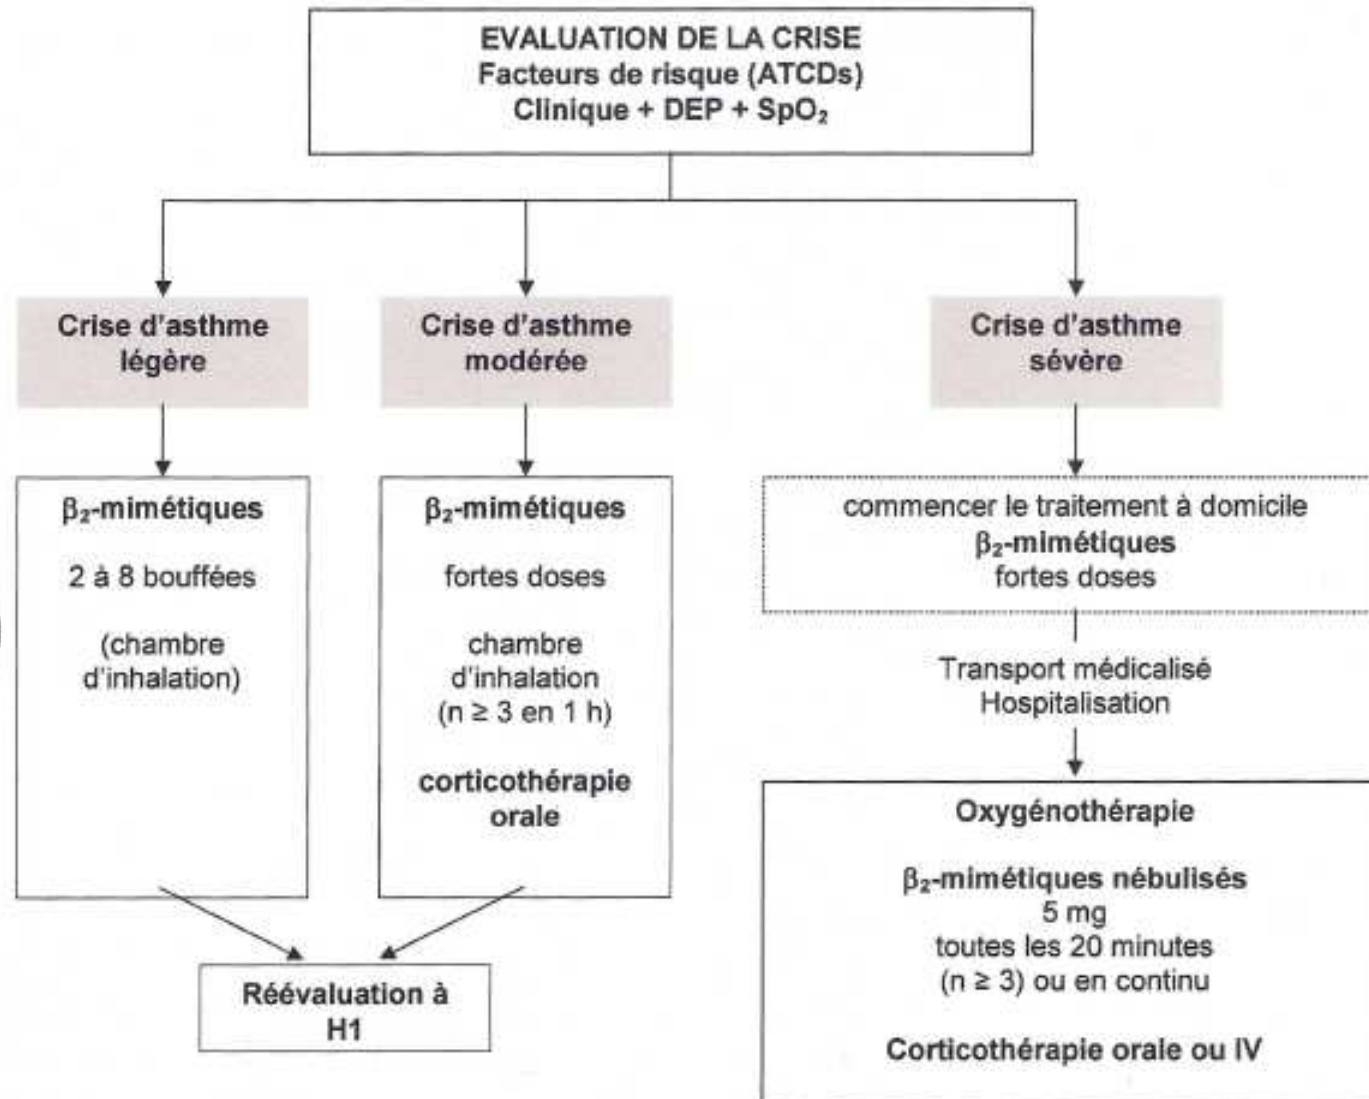 EVALUATION DE LA CRISE
Facteurs de risque (ATCDs)
Clinique + DEP + SpO₂
Crise d'asthme
légère
Crise d'asthme
modérée
Crise d'asthme
sévère
β₂-mimétiques
2 à 8 bouffées
(chambre
d'inhalation)
β₂-mimétiques
fortes doses
chambre
d'inhalation
(n ≥ 3 en 1 h)
corticothérapie
orale
commencer le traitement à domicile
β₂-mimétiques
fortes doses
Transport médicalisé
Hospitalisation
Oxygénothérapie
β₂-mimétiques nébulisés
5 mg
toutes les 20 minutes
(n ≥ 3) ou en continu
Corticothérapie orale ou IV
Réévaluation à
H1